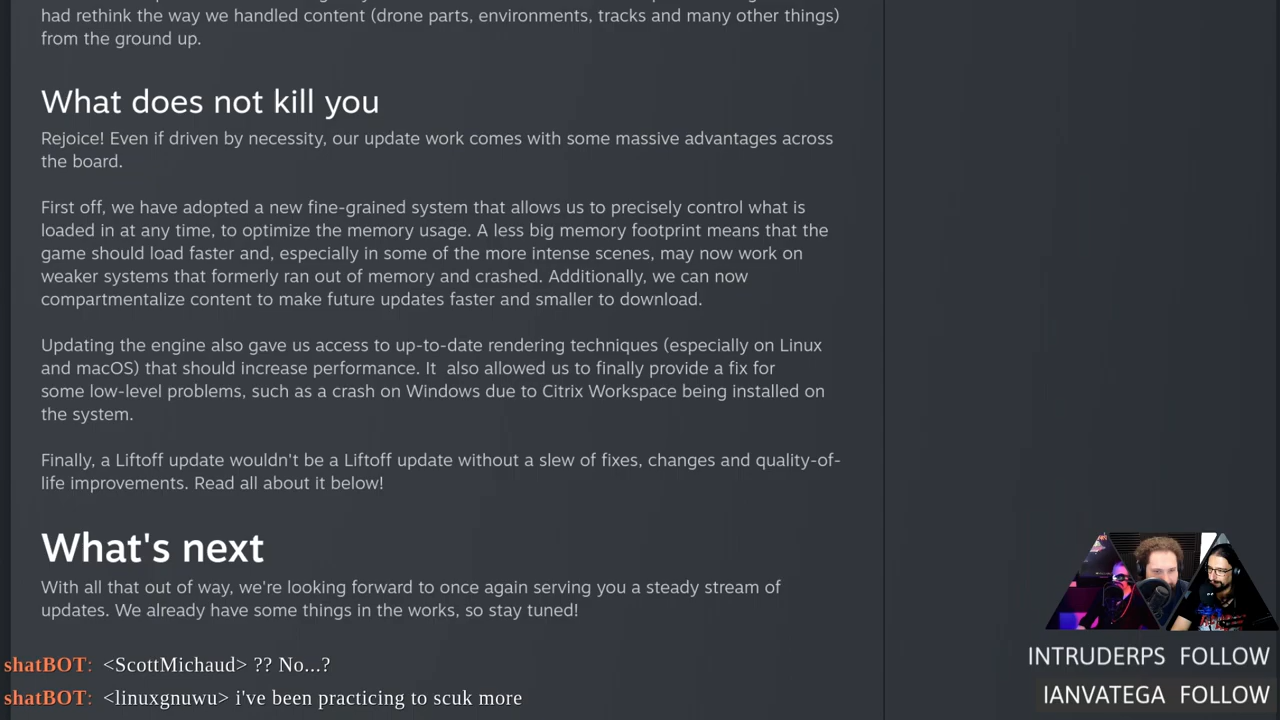 had rethink the way we handled content (drone parts, environments, tracks and many other things)
from the ground up.
What does not kill you
Rejoice! Even if driven by necessity, our update work comes with some massive advantages across
the board.
First off, we have adopted a new fine-grained system that allows us to precisely control what is
loaded in at any time, to optimize the memory usage. A less big memory footprint means that the
game should load faster and, especially in some of the more intense scenes, may now work on
weaker systems that formerly ran out of memory and crashed. Additionally, we can now
compartmentalize content to make future updates faster and smaller to download.
Updating the engine also gave us access to up-to-date rendering techniques (especially on Linux
and macOS) that should increase performance. It  also allowed us to finally provide a fix for
some low-level problems, such as a crash on Windows due to Citrix Workspace being installed on
the system.
Finally, a Liftoff update wouldn't be a Liftoff update without a slew of fixes, changes and quality-of-
life improvements. Read all about it below!
What's next
With all that out of way, we're looking forward to once again serving you a steady stream of
updates. We already have some things in the works, so stay tuned!
shatBOT: <ScottMichaud> ?? No...?
shatBOT: <linuxgnuwu> i've been practicing to scuk more
INTRUDERPS FOLLOW
IANVATEGA FOLLOW